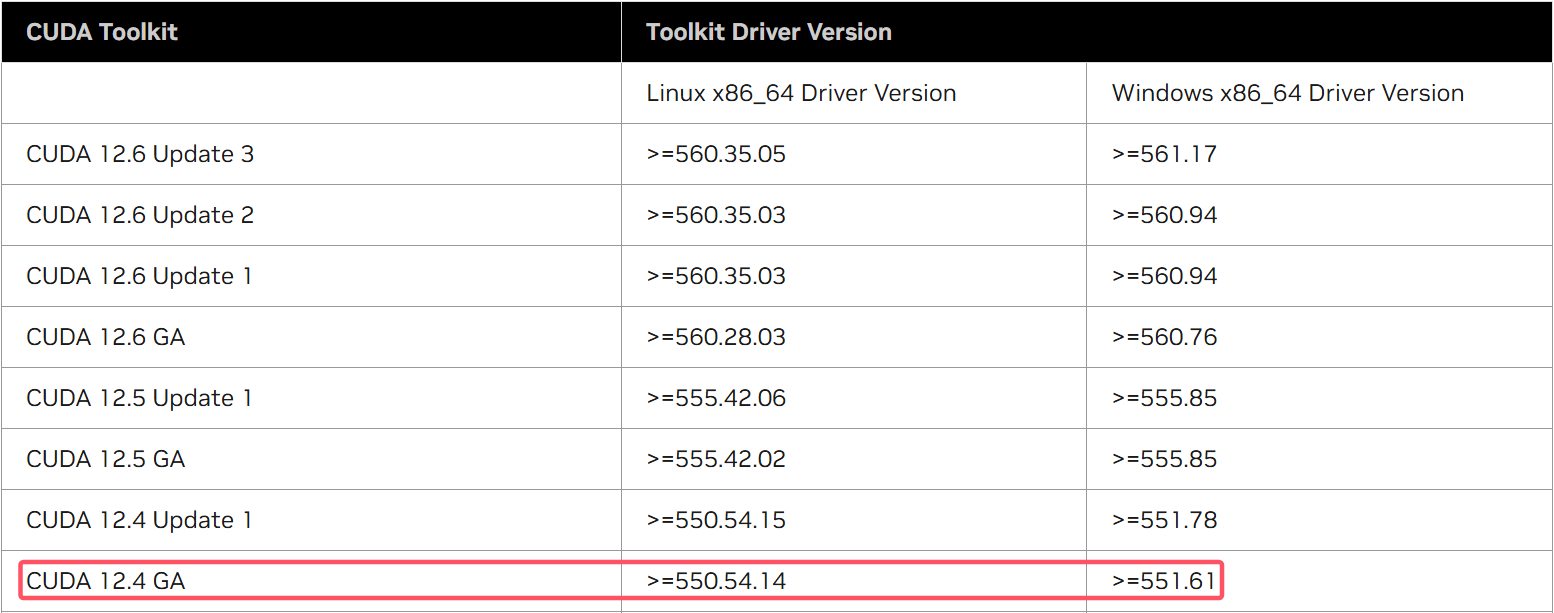 CUDA Toolkit Toolkit Driver Version
Linux x86_64 Driver Version Windows x86_64 Driver Version
CUDA 12.6 Update 3 >=560.35.05 >=561.17
CUDA 12.6 Update 2 >=560.35.03 >=560.94
CUDA 12.6 Update 1 >=560.35.03 >=560.94
CUDA 12.6 GA >=560.28.03 >=560.76
CUDA 12.5 Update 1 >=555.42.06 >=555.85
CUDA 12.5 GA >=555.42.02 >=555.85
CUDA 12.4 Update 1 >=550.54.15 >=551.78
CUDA 12.4 GA >=550.54.14 >=551.61